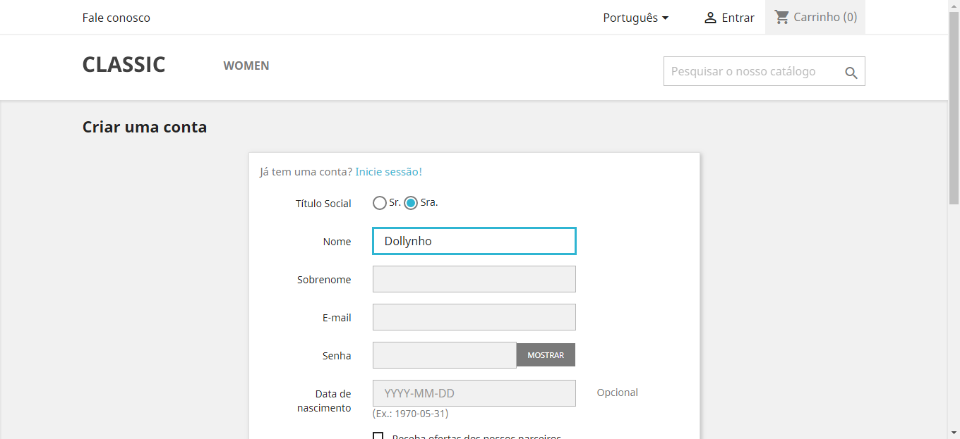 Fale conosco
Português
Entrar
Carrinho (0)
CLASSIC
WOMEN
Pesquisar o nosso catálogo
Criar uma conta
Já tem uma conta? Inicie sessão!
Título Social
Sr.
Sra.
Nome
Dollynho
Sobrenome
E-mail
Senha
MOSTRAR
Data de
nascimento
YYYY-MM-DD
Opcional
(Ex.: 1970-05-31)
Receba ofertas dos nossos parceiros